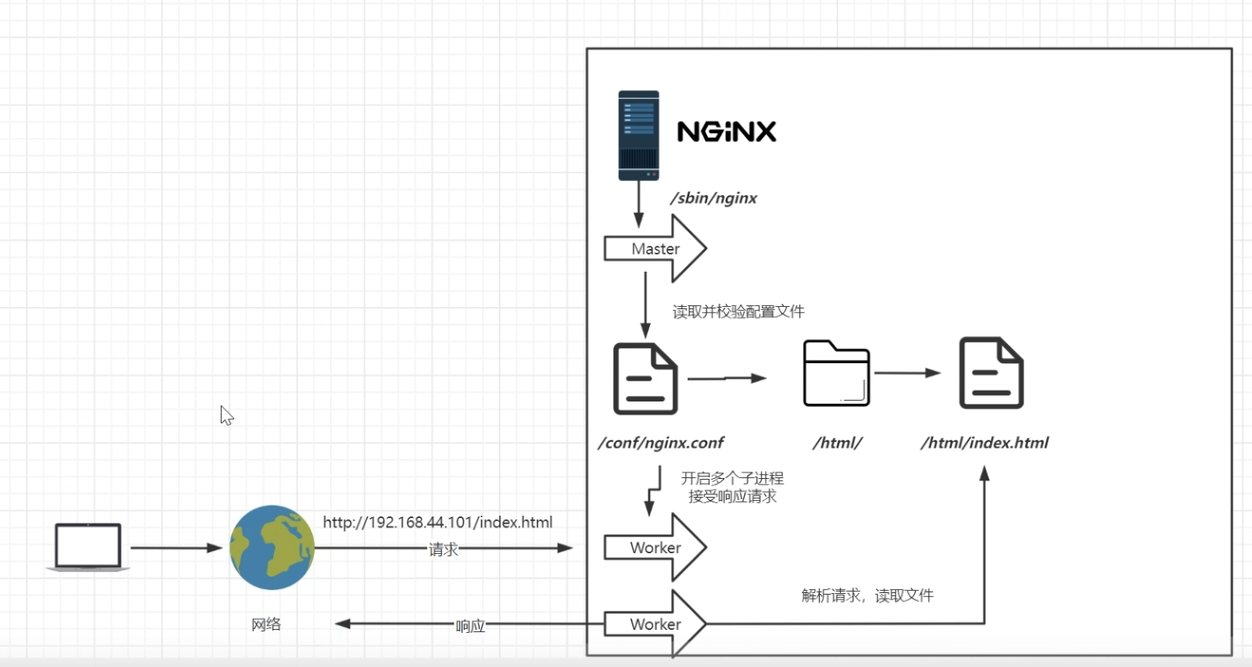 NGiNX
/sbin/nginx
Master
读取并校验配置文件
/conf/nginx.conf
/html/
/html/index.html
开启多个子进程
接受响应请求
http://192.168.44.101/index.html
请求
Worker
解析请求，读取文件
网络
响应
Worker